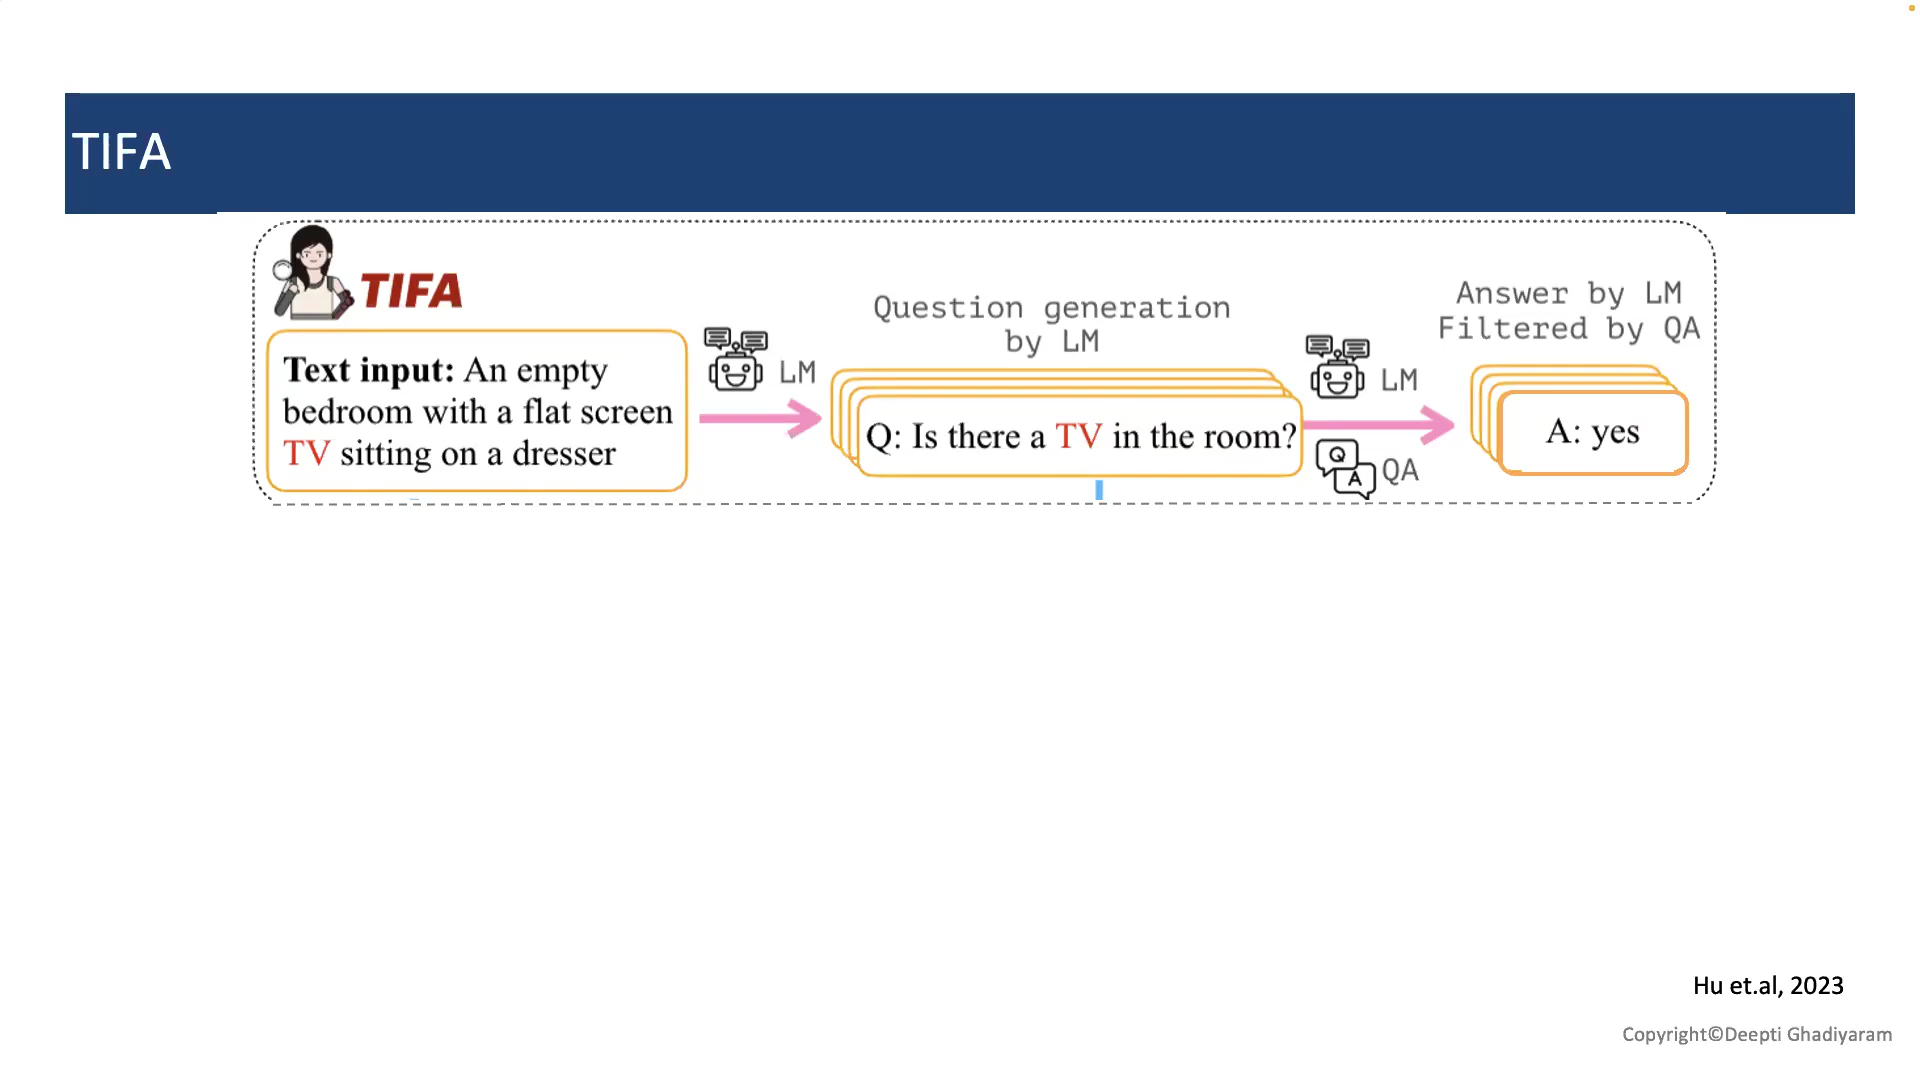 TIFA
TIFA
Text input: An empty
bedroom with a flat screen
TV sitting on a dresser
LM
Question generation
by LM
Q: Is there a TV in the room?
LM
Q
A
QA
Answer by LM
Filtered by QA
A: yes
Hu et.al, 2023
Copyright©Deepti Ghadiyaram